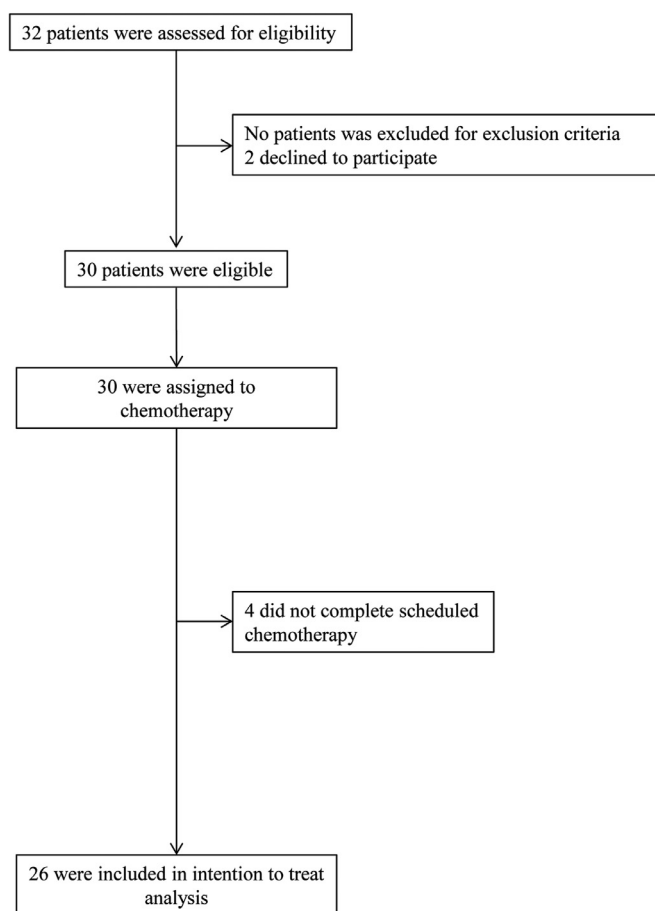 32 patients were assessed for eligibility
No patients was excluded for exclusion criteria
2 declined to participate
30 patients were eligible
30 were assigned to
chemotherapy
4 did not complete scheduled
chemotherapy
26 were included in intention to treat
analysis